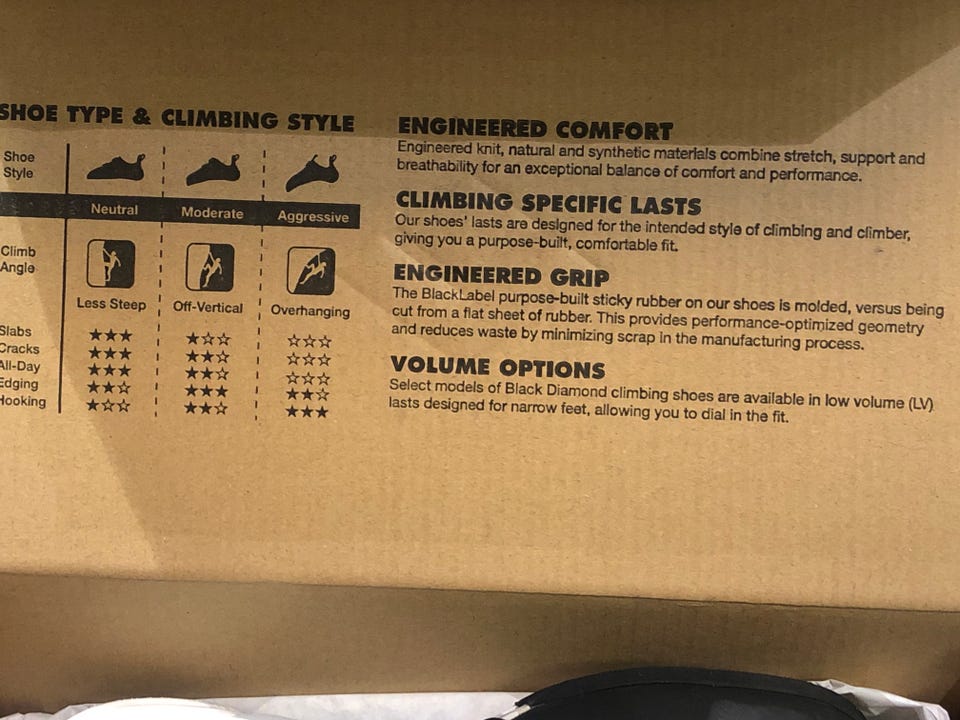 SHOE TYPE & CLIMBING STYLE
Shoe
Style
Neutral Moderate Aggressive
Climb
Angle
Less Steep Off-Vertical Overhanging
Slabs ★★★ ★☆☆ ☆☆☆
Cracks ★★★ ★★☆ ☆☆☆
All-Day ★★★ ★★☆ ☆☆☆
Edging ★★☆ ★★★ ★★☆
Hooking ★☆☆ ★★☆ ★★★
ENGINEERED COMFORT
Engineered knit, natural and synthetic materials combine stretch, support and
breathability for an exceptional balance of comfort and performance.
CLIMBING SPECIFIC LASTS
Our shoes' lasts are designed for the intended style of climbing and climber,
giving you a purpose-built, comfortable fit.
ENGINEERED GRIP
The BlackLabel purpose-built sticky rubber on our shoes is molded, versus being
cut from a flat sheet of rubber. This provides performance-optimized geometry
and reduces waste by minimizing scrap in the manufacturing process.
VOLUME OPTIONS
Select models of Black Diamond climbing shoes are available in low volume (LV)
lasts designed for narrow feet, allowing you to dial in the fit.